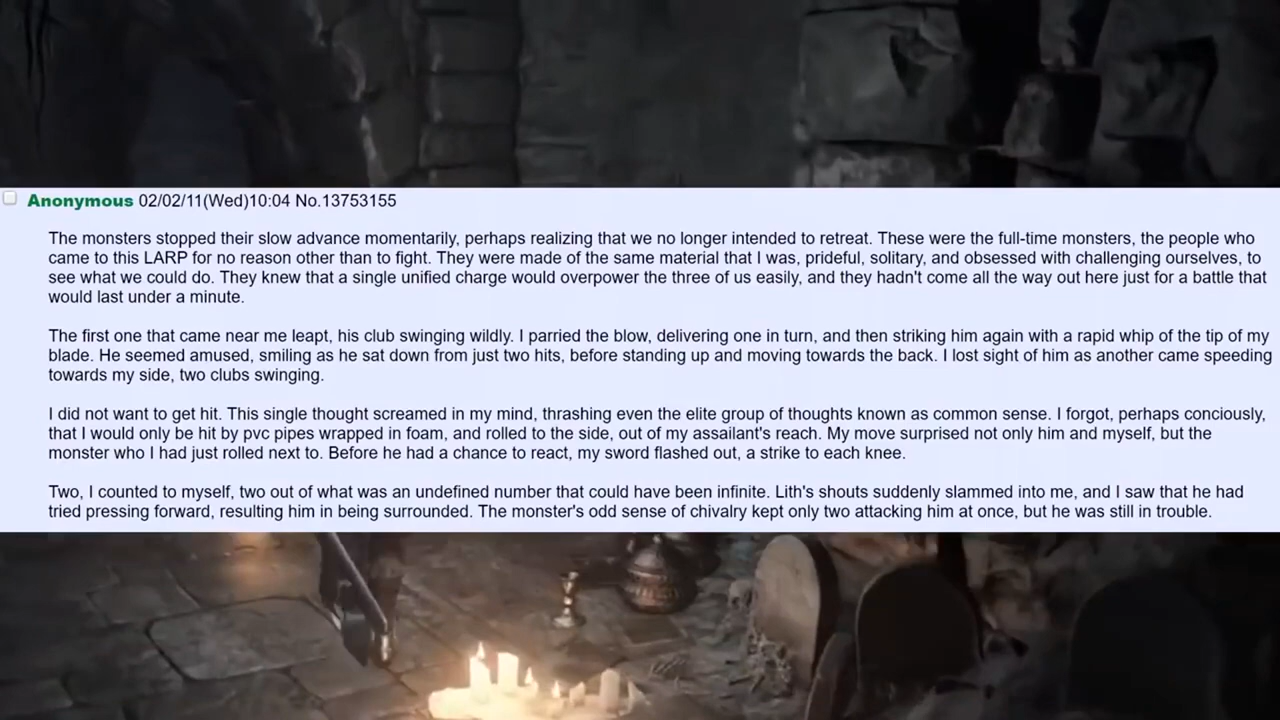 Anonymous 02/02/11(Wed)10:04 No.13753155
The monsters stopped their slow advance momentarily, perhaps realizing that we no longer intended to retreat. These were the full-time monsters, the people who
came to this LARP for no reason other than to fight. They were made of the same material that I was, prideful, solitary, and obsessed with challenging ourselves, to
see what we could do. They knew that a single unified charge would overpower the three of us easily, and they hadn't come all the way out here just for a battle that
would last under a minute.
The first one that came near me leapt, his club swinging wildly. I parried the blow, delivering one in turn, and then striking him again with a rapid whip of the tip of my
blade. He seemed amused, smiling as he sat down from just two hits, before standing up and moving towards the back. I lost sight of him as another came speeding
towards my side, two clubs swinging.
I did not want to get hit. This single thought screamed in my mind, thrashing even the elite group of thoughts known as common sense. I forgot, perhaps conciously,
that I would only be hit by pvc pipes wrapped in foam, and rolled to the side, out of my assailant's reach. My move surprised not only him and myself, but the
monster who I had just rolled next to. Before he had a chance to react, my sword flashed out, a strike to each knee.
Two, I counted to myself, two out of what was an undefined number that could have been infinite. Lith's shouts suddenly slammed into me, and I saw that he had
tried pressing forward, resulting him in being surrounded. The monster's odd sense of chivalry kept only two attacking him at once, but he was still in trouble.